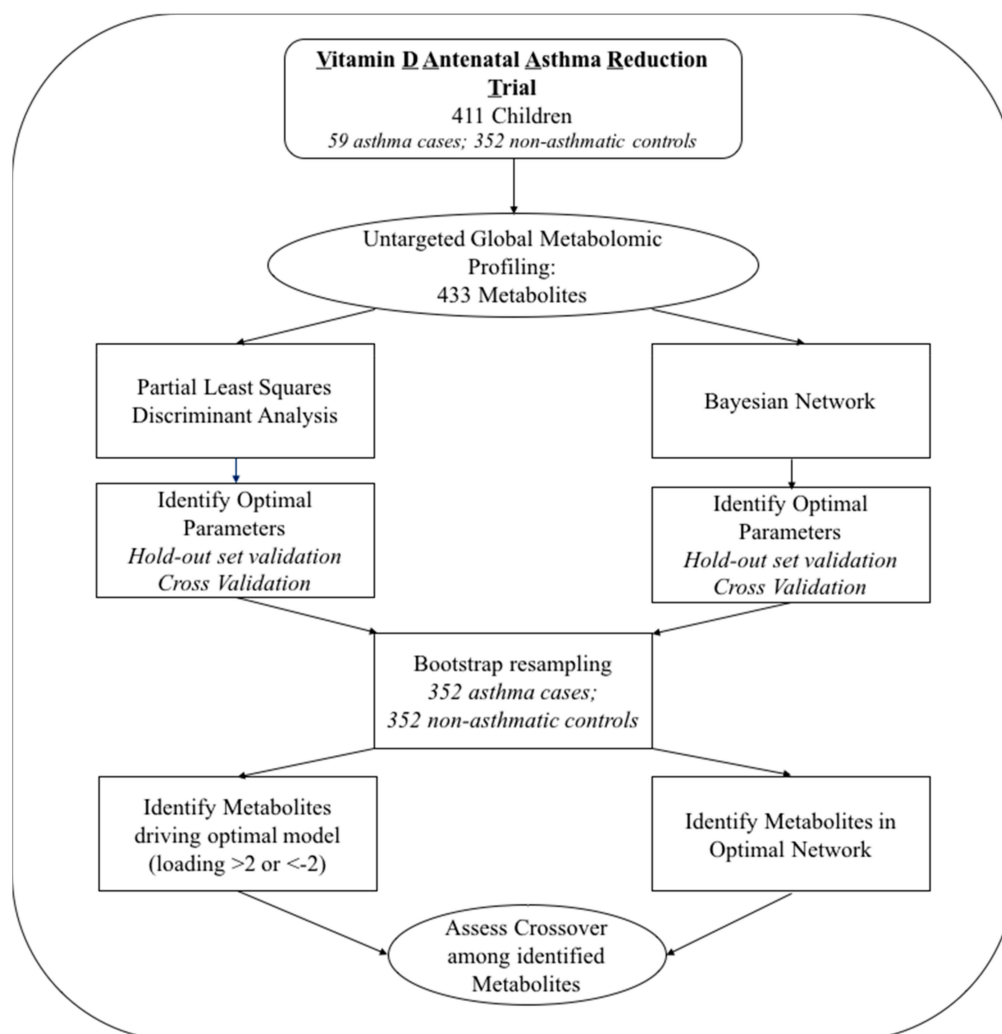 Vitamin D Antenatal Asthma Reduction
Trial
411 Children
59 asthma cases; 352 non-asthmatic controls
Untargeted Global Metabolomic
Profiling:
433 Metabolites
Partial Least Squares
Discriminant Analysis
Bayesian Network
Identify Optimal
Parameters
Hold-out set validation
Cross Validation
Identify Optimal
Parameters
Hold-out set validation
Cross Validation
Bootstrap resampling
352 asthma cases;
352 non-asthmatic controls
Identify Metabolites
driving optimal model
(loading >2 or <-2)
Identify Metabolites in
Optimal Network
Assess Crossover
among identified
Metabolites